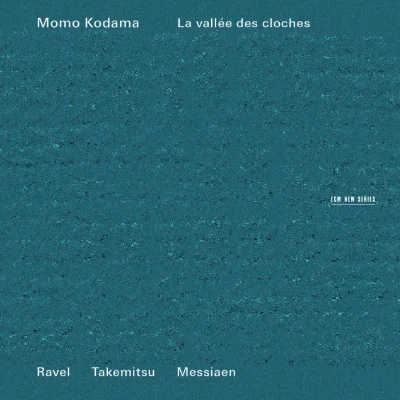 Momo Kodama La vallée des cloches
ECM NEW SERIES
Ravel Takemitsu Messiaen